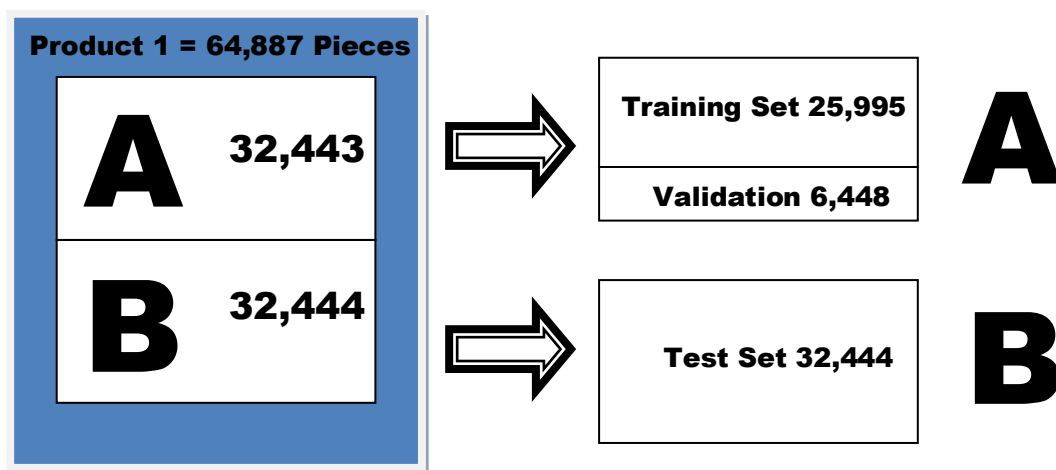 Product 1 = 64,887 Pieces
A 32,443
B 32,444
Training Set 25,995
Validation 6,448
A
Test Set 32,444
B